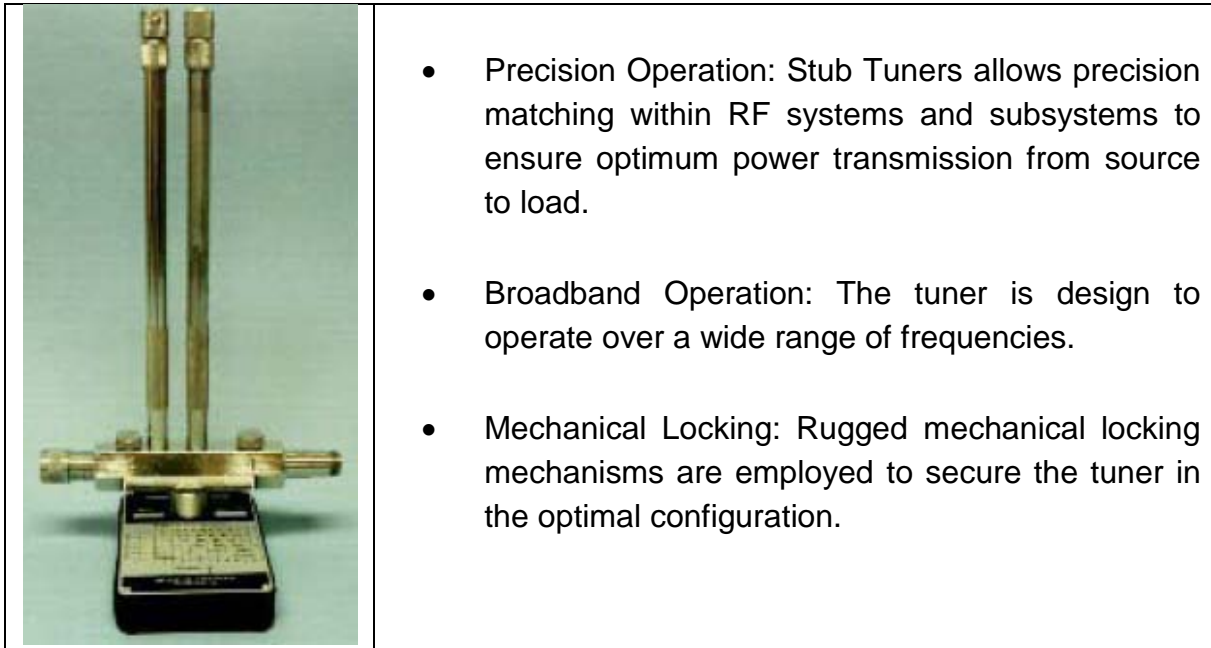 • Precision Operation: Stub Tuners allows precision
matching within RF systems and subsystems to
ensure optimum power transmission from source
to load.
• Broadband Operation: The tuner is design to
operate over a wide range of frequencies.
• Mechanical Locking: Rugged mechanical locking
mechanisms are employed to secure the tuner in
the optimal configuration.